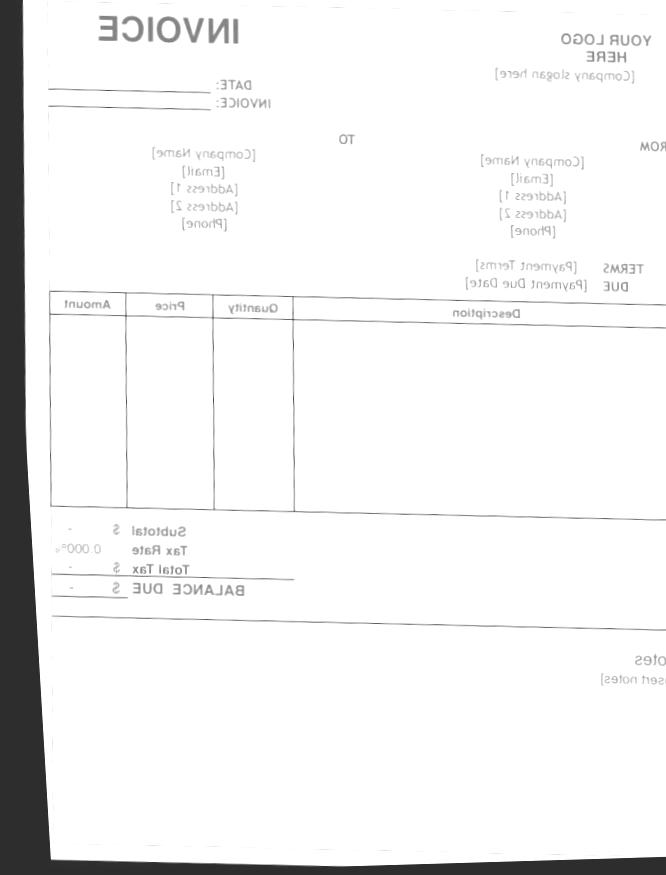 YOUR LOGO
HERE
[Company slogan here]
INVOICE
DATE:
INVOICE:
ROM
[Company Name]
[Email]
[Address 1]
[Address 2]
[Phone]
TO
[Company Name]
[Email]
[Address 1]
[Address 2]
[Phone]
TERMS [Payment Terms]
DUE [Payment Due Date]
Description Quantity Price Amount
Subtotal $ -
Tax Rate 0.000%
Total Tax $ -
BALANCE DUE $ -
otes
sert notes]